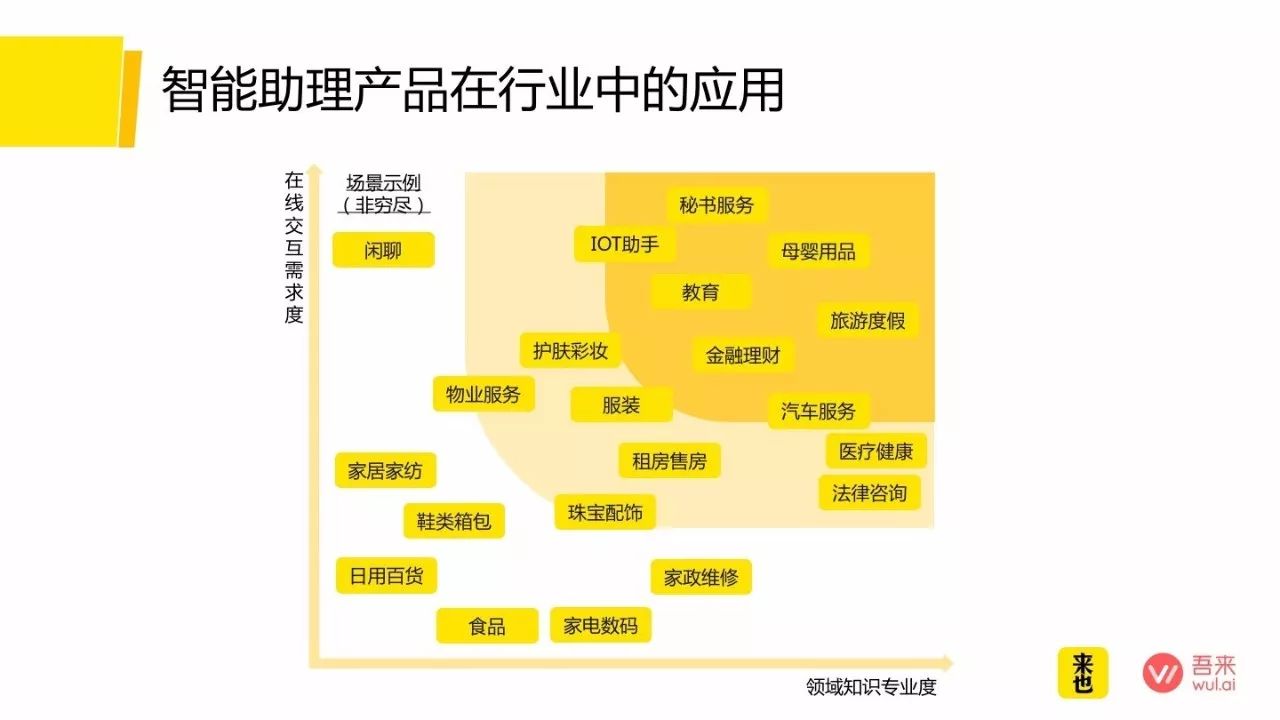 智能助理产品在行业中的应用
在线交互需求度
场景示例
（非穷尽）
闲聊
秘书服务
IOT助手
母婴用品
教育
旅游度假
护肤彩妆
金融理财
物业服务
服装
汽车服务
租房售房
医疗健康
家居家纺
法律咨询
鞋类箱包
珠宝配饰
日用百货
家政维修
食品
家电数码
领域知识专业度
来也
吾来
wul.ai